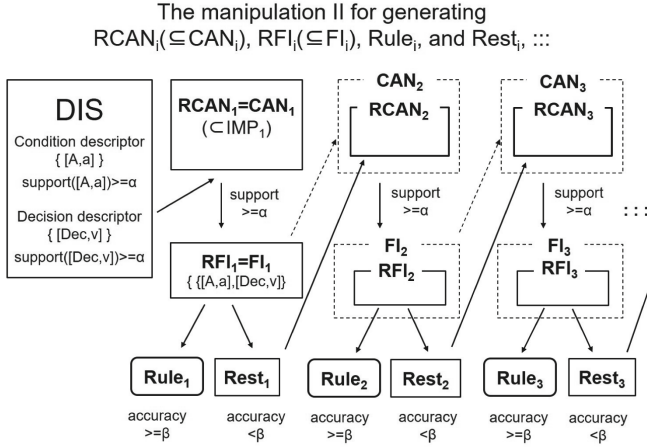 The manipulation II for generating
RCANi(⊆CANi), RFIi(⊆FIi), Rulei, and Resti, :::
DIS
Condition descriptor
{ [A,a] }
support([A,a])>=α
Decision descriptor
{ [Dec,v] }
support([Dec,v])>=α
RCAN1=CAN1
(⊂IMP1)
support
>=α
RFI1=FI1
{ {[A,a],[Dec,v]}
Rule1
Rest1
accuracy
>=β
accuracy
<β
CAN2
RCAN2
support
>=α
FI2
RFI2
Rule2
Rest2
accuracy
>=β
accuracy
<β
CAN3
RCAN3
support
>=α
FI3
RFI3
Rule3
Rest3
accuracy
>=β
accuracy
<β
::::